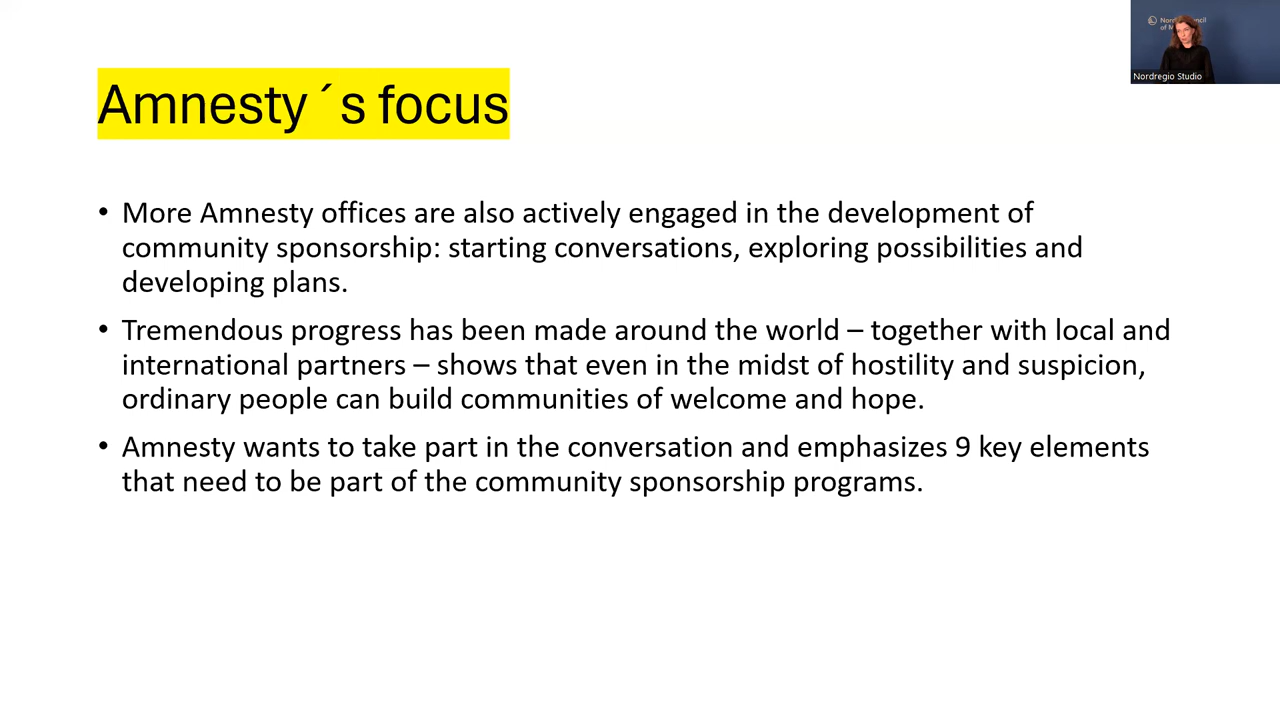 Amnesty´s focus
• More Amnesty offices are also actively engaged in the development of
community sponsorship: starting conversations, exploring possibilities and
developing plans.
• Tremendous progress has been made around the world – together with local and
international partners – shows that even in the midst of hostility and suspicion,
ordinary people can build communities of welcome and hope.
• Amnesty wants to take part in the conversation and emphasizes 9 key elements
that need to be part of the community sponsorship programs.
Nordregio Studio